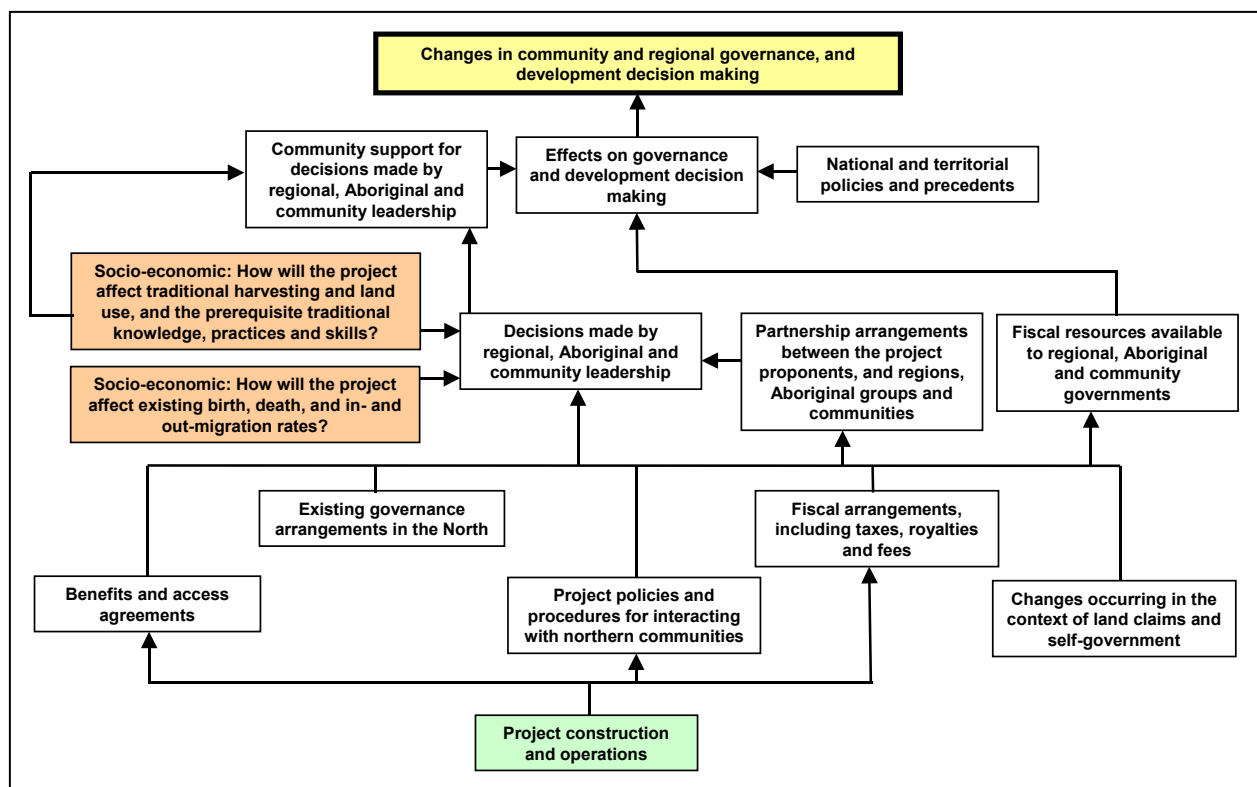 Changes in community and regional governance, and
development decision making
Community support for
decisions made by
regional, Aboriginal and
community leadership
Effects on governance
and development decision
making
National and territorial
policies and precedents
Socio-economic: How will the project
affect traditional harvesting and land
use, and the prerequisite traditional
knowledge, practices and skills?
Decisions made by
regional, Aboriginal and
community leadership
Partnership arrangements
between the project
proponents, and regions,
Aboriginal groups and
communities
Fiscal resources available
to regional, Aboriginal
and community
governments
Socio-economic: How will the project
affect existing birth, death, and in- and
out-migration rates?
Existing governance
arrangements in the North
Fiscal arrangements,
including taxes, royalties
and fees
Benefits and access
agreements
Project policies and
procedures for interacting
with northern communities
Changes occurring in the
context of land claims and
self-government
Project construction
and operations